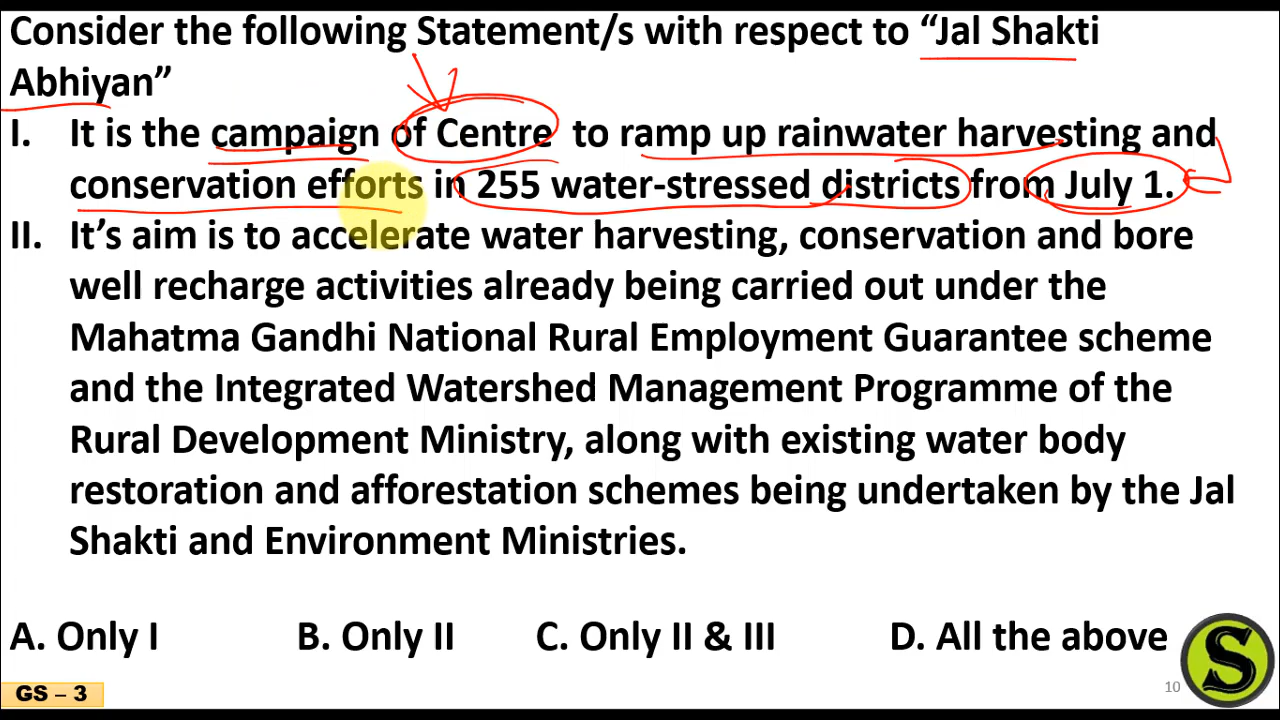 Consider the following Statement/s with respect to “Jal Shakti
Abhiyan”
I. It is the campaign of Centre to ramp up rainwater harvesting and
conservation efforts in 255 water-stressed districts from July 1.
II. It’s aim is to accelerate water harvesting, conservation and bore
well recharge activities already being carried out under the
Mahatma Gandhi National Rural Employment Guarantee scheme
and the Integrated Watershed Management Programme of the
Rural Development Ministry, along with existing water body
restoration and afforestation schemes being undertaken by the Jal
Shakti and Environment Ministries.
A. Only I B. Only II C. Only II & III D. All the above
S
GS – 3 10